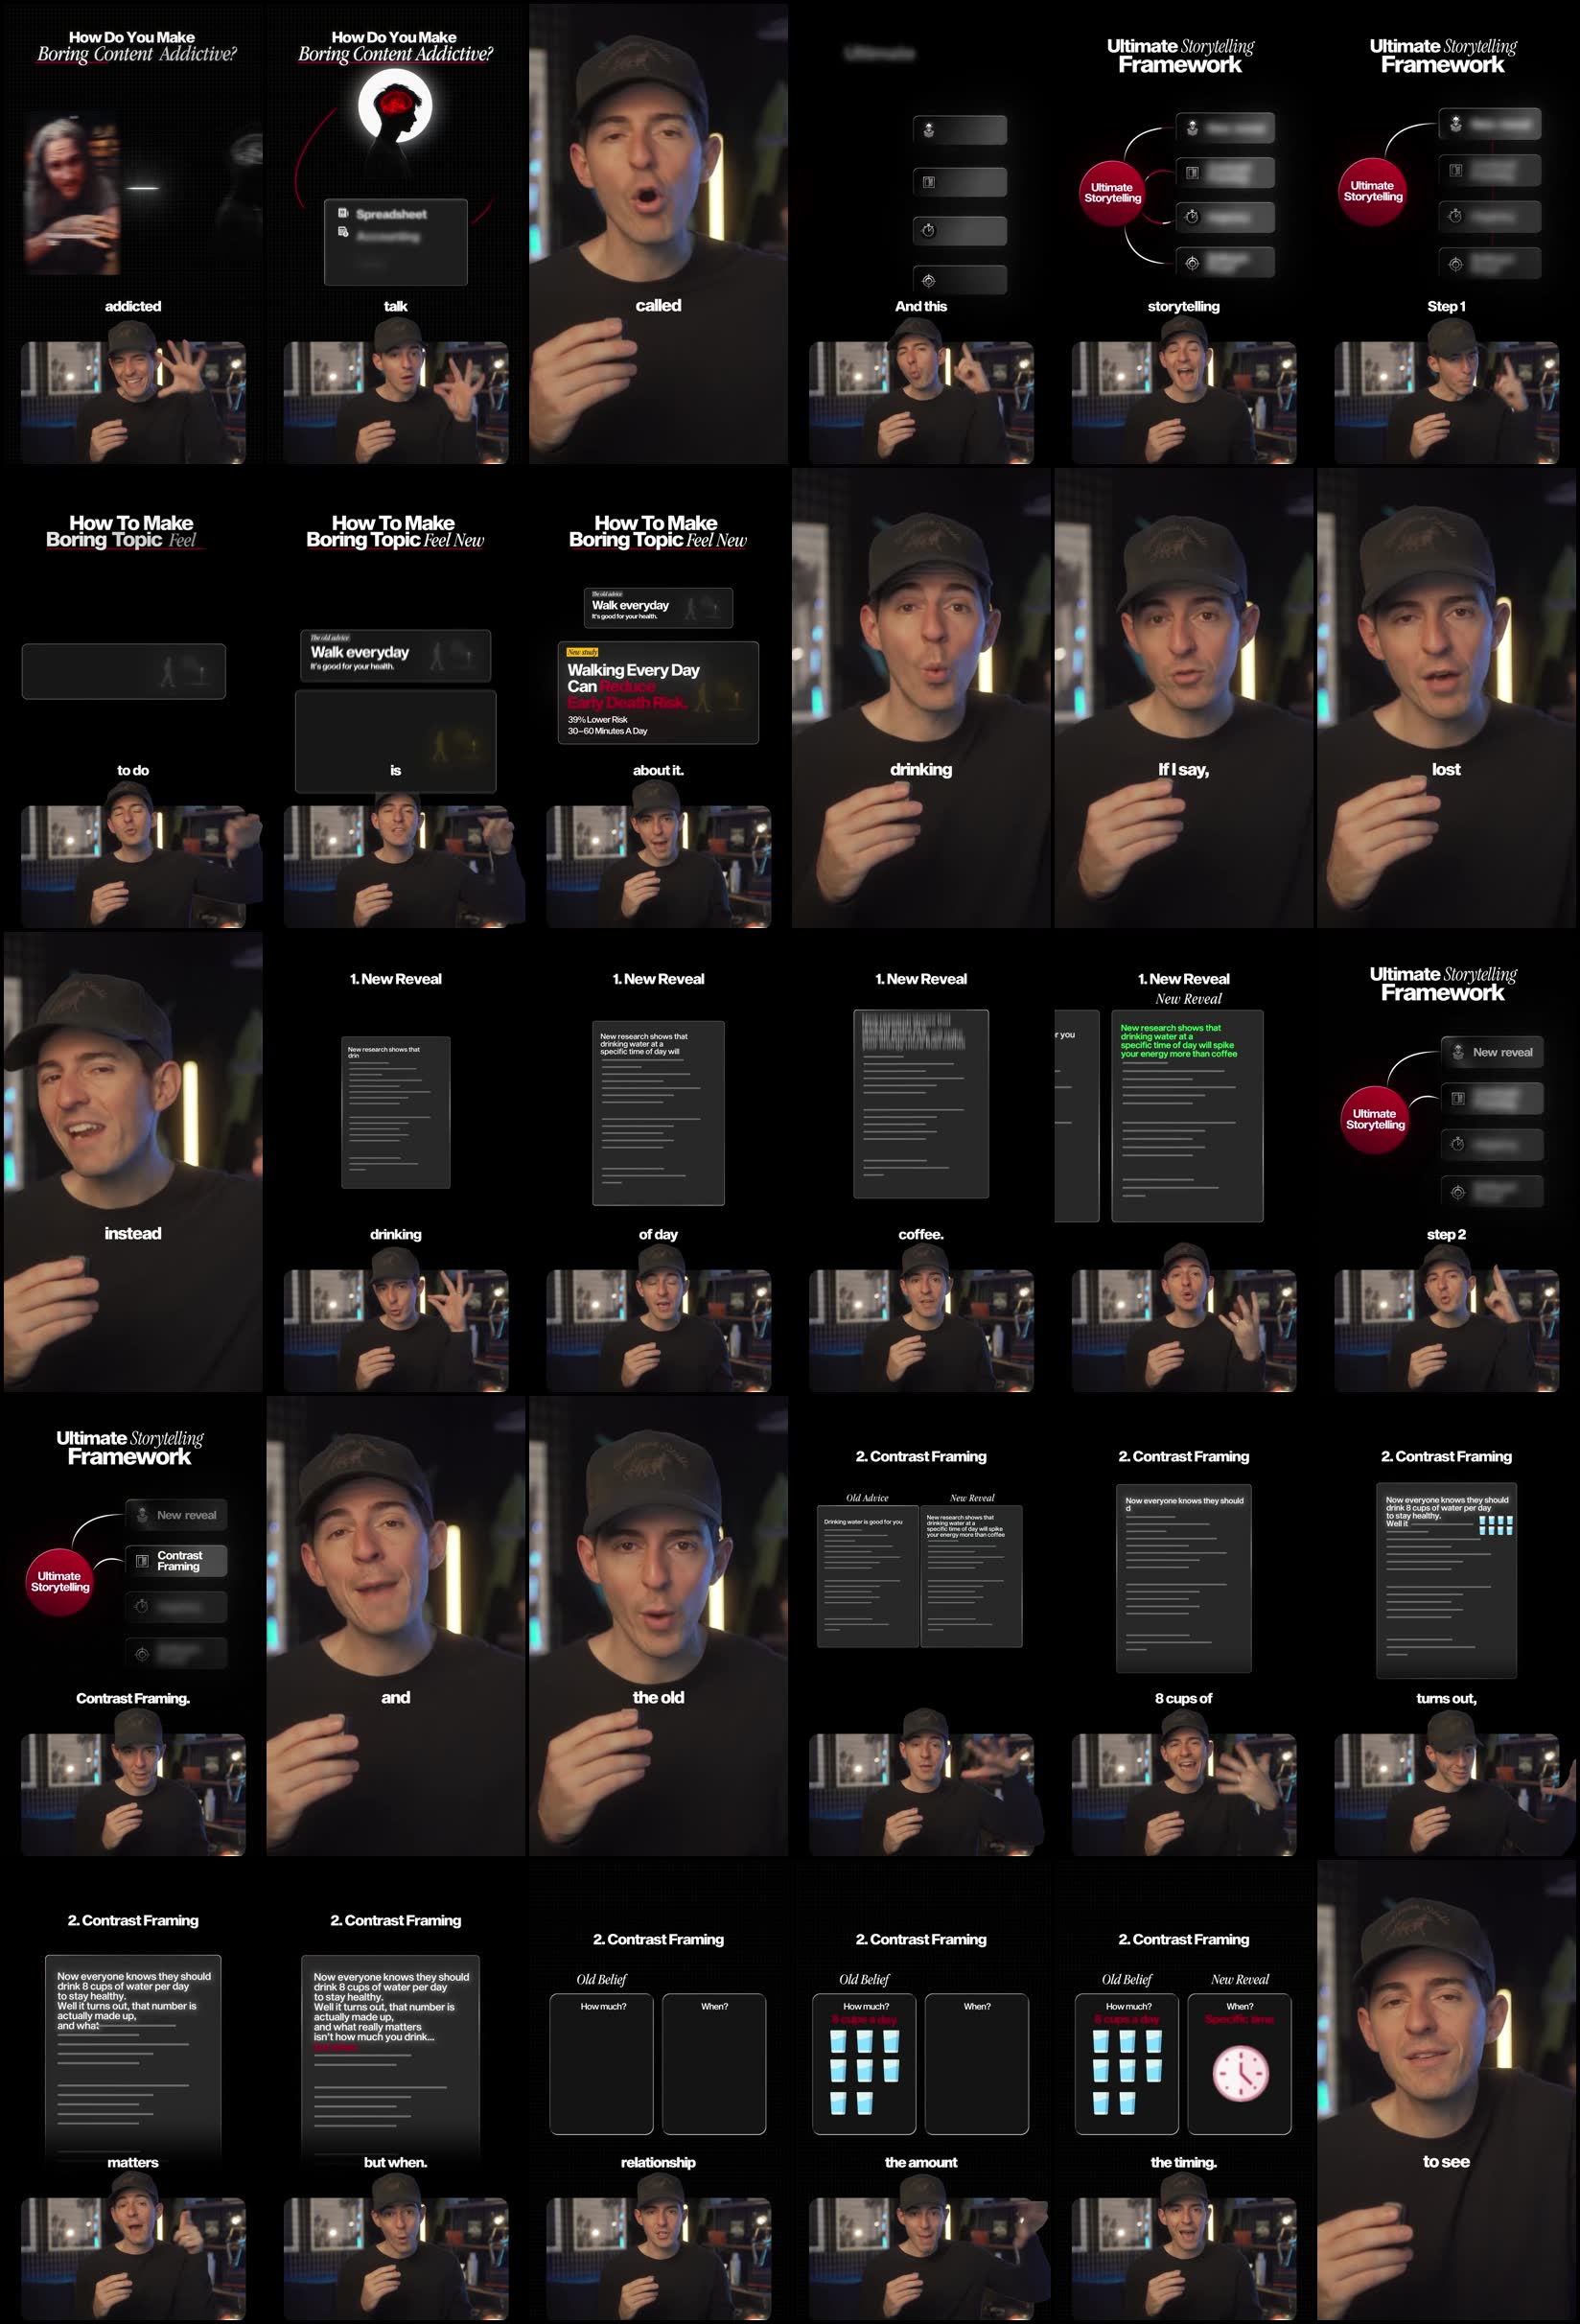 How Do You Make
Boring Content Addictive?
addicted
How Do You Make
Boring Content Addictive?
Spreadsheet
Accounting
talk
called
Ultimate
And this
Ultimate Storytelling
Framework
Ultimate
Storytelling
New reveal
storytelling
Ultimate Storytelling
Framework
Ultimate
Storytelling
New reveal
Step 1
How To Make
Boring Topic Feel
to do
How To Make
Boring Topic Feel New
The old advice
Walk everyday
It's good for your health.
is
How To Make
Boring Topic Feel New
The old advice
Walk everyday
It's good for your health.
New study
Walking Every Day
Can Reduce
Early Death Risk.
39% Lower Risk
30–60 Minutes A Day
about it.
drinking
If I say,
lost
instead
1. New Reveal
New research shows that
drin
drinking
1. New Reveal
New research shows that
drinking water at a
specific time of day will
of day
1. New Reveal
coffee.
1. New Reveal
New Reveal
r you
New research shows that
drinking water at a
specific time of day will spike
your energy more than coffee
Ultimate Storytelling
Framework
Ultimate
Storytelling
New reveal
step 2
Ultimate Storytelling
Framework
Ultimate
Storytelling
New reveal
Contrast
Framing
Contrast Framing.
and
the old
2. Contrast Framing
Old Advice
New Reveal
Drinking water is good for you
New research shows that
drinking water at a
specific time of day will spike
your energy more than coffee
2. Contrast Framing
Now everyone knows they should
d
8 cups of
2. Contrast Framing
Now everyone knows they should
drink 8 cups of water per day
to stay healthy.
Well it
turns out,
2. Contrast Framing
Now everyone knows they should
drink 8 cups of water per day
to stay healthy.
Well it turns out, that number is
actually made up,
and what
matters
2. Contrast Framing
Now everyone knows they should
drink 8 cups of water per day
to stay healthy.
Well it turns out, that number is
actually made up,
and what really matters
isn't how much you drink...
but when.
2. Contrast Framing
Old Belief
How much?
When?
relationship
2. Contrast Framing
Old Belief
How much?
8 cups a day
When?
the amount
2. Contrast Framing
Old Belief
New Reveal
How much?
8 cups a day
When?
Specific time
the timing.
to see